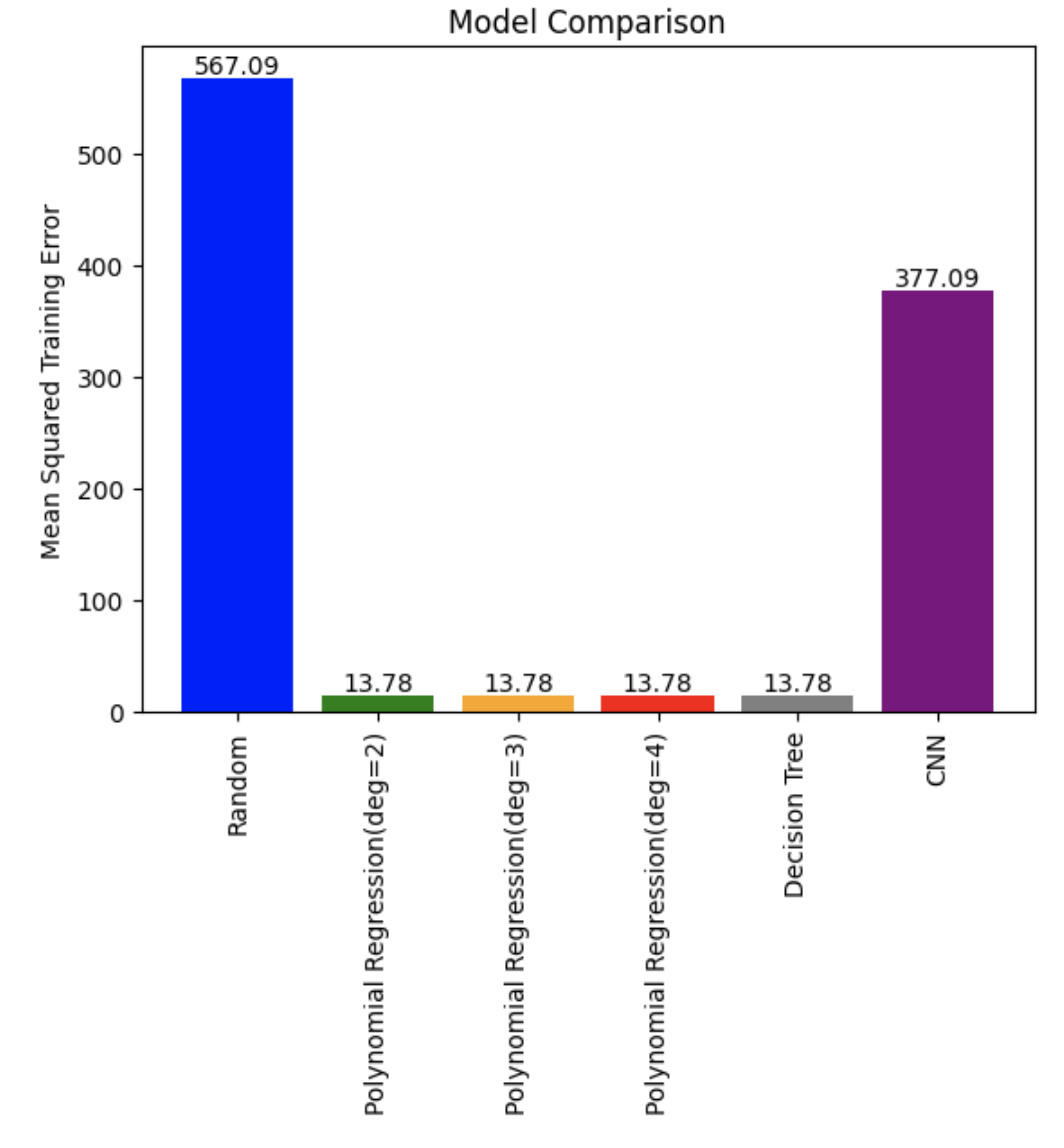 Model Comparison
Mean Squared Training Error
500
400
300
200
100
0
567.09
13.78
13.78
13.78
13.78
377.09
Random
Polynomial Regression(deg=2)
Polynomial Regression(deg=3)
Polynomial Regression(deg=4)
Decision Tree
CNN